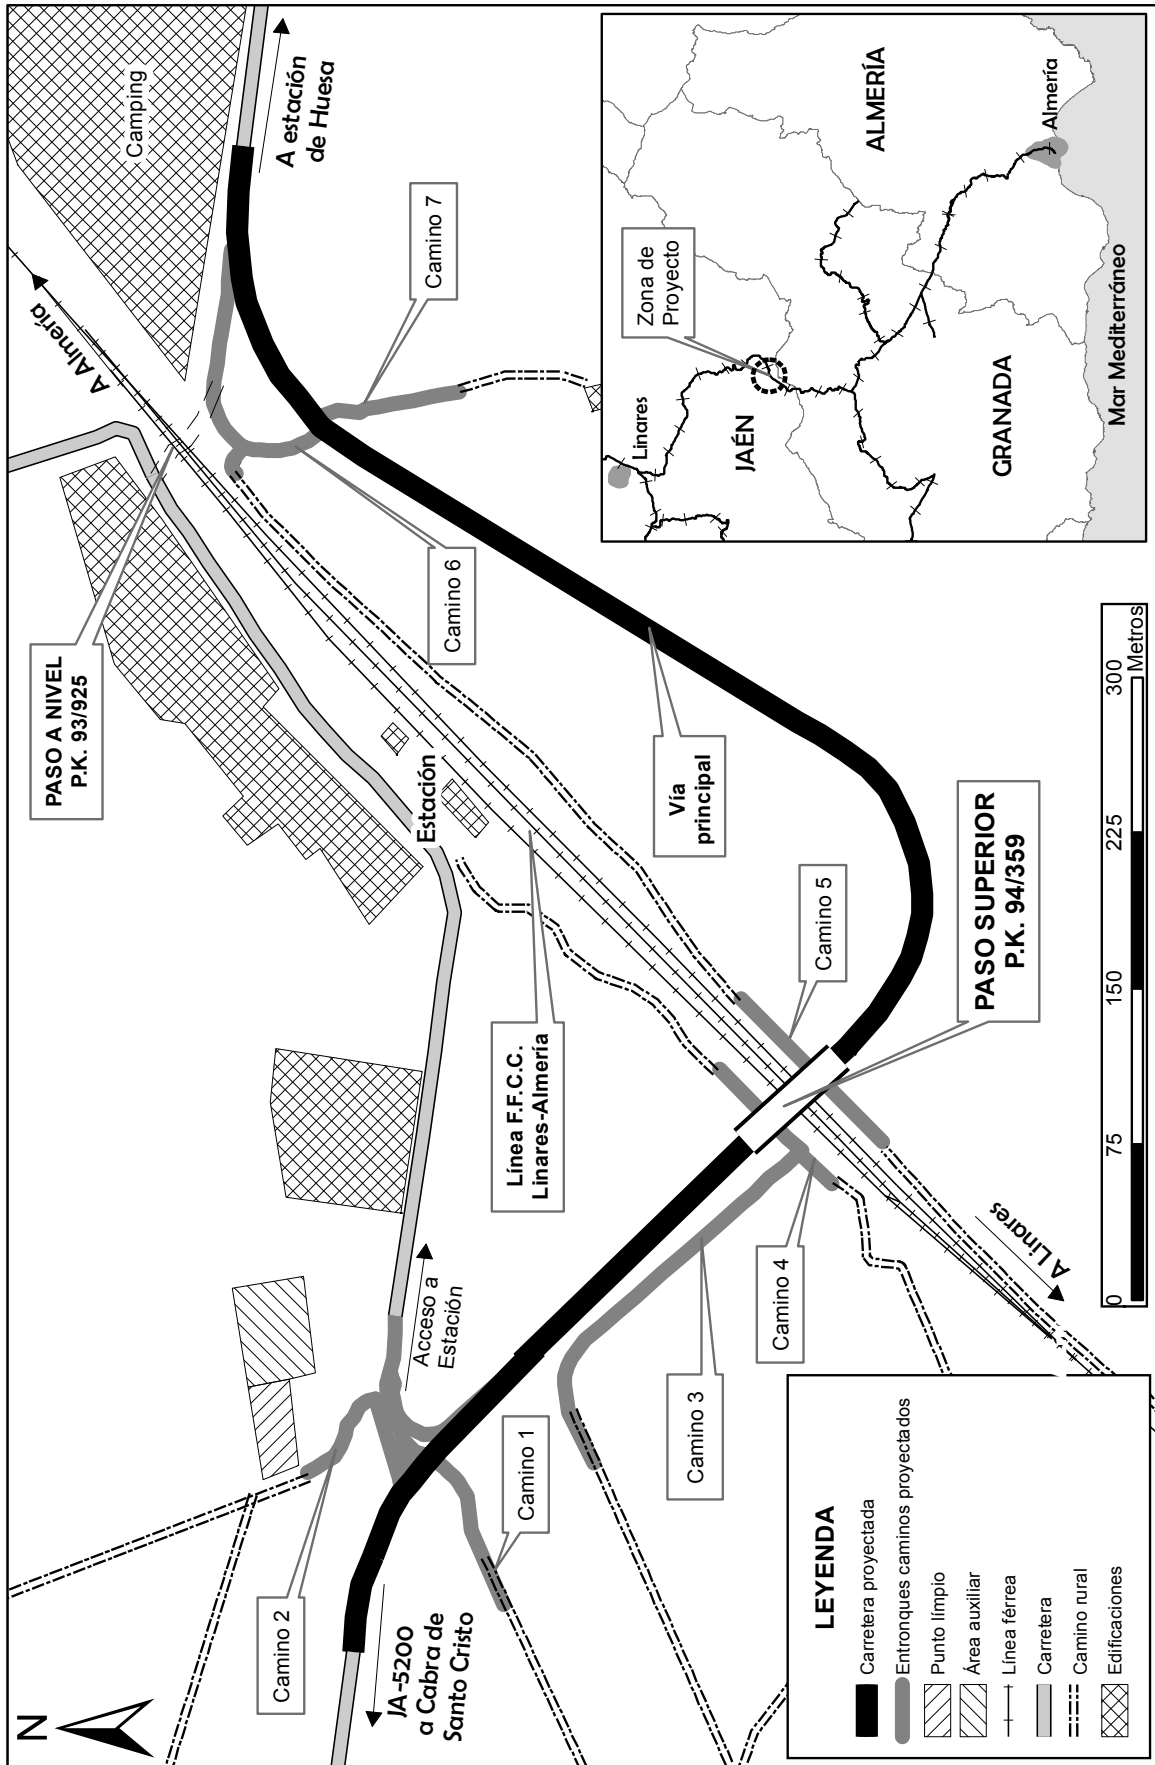 N
Camping
A estación
de Huesa
A Almería
PASO A NIVEL
P.K. 93/925
Camino 7
Camino 6
Estación
Vía
principal
Línea F.F.C.C.
Linares-Almería
Camino 5
PASO SUPERIOR
P.K. 94/359
Acceso a
Estación
Camino 4
Camino 3
Camino 2
Camino 1
JA-5200
a Cabra de
Santo Cristo
A Linares
Zona de
Proyecto
Linares
JAÉN
ALMERÍA
Almería
GRANADA
Mar Mediterráneo
0 75 150 225 300
Metros
LEYENDA
Carretera proyectada
Entronques caminos proyectados
Punto límpio
Área auxiliar
Línea férrea
Carretera
Camino rural
Edificaciones